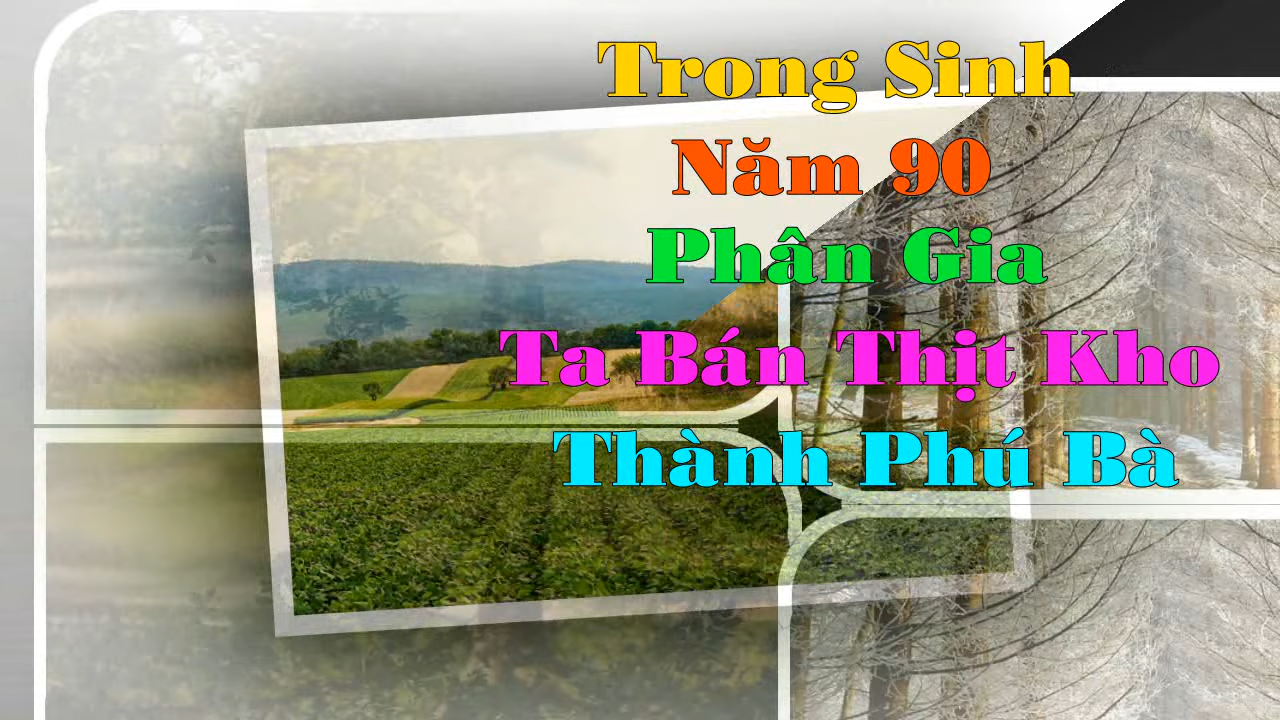 Trong Sinh
Năm 90
Phân Gia
Ta Bán Thịt Kho
Thành Phú Bà